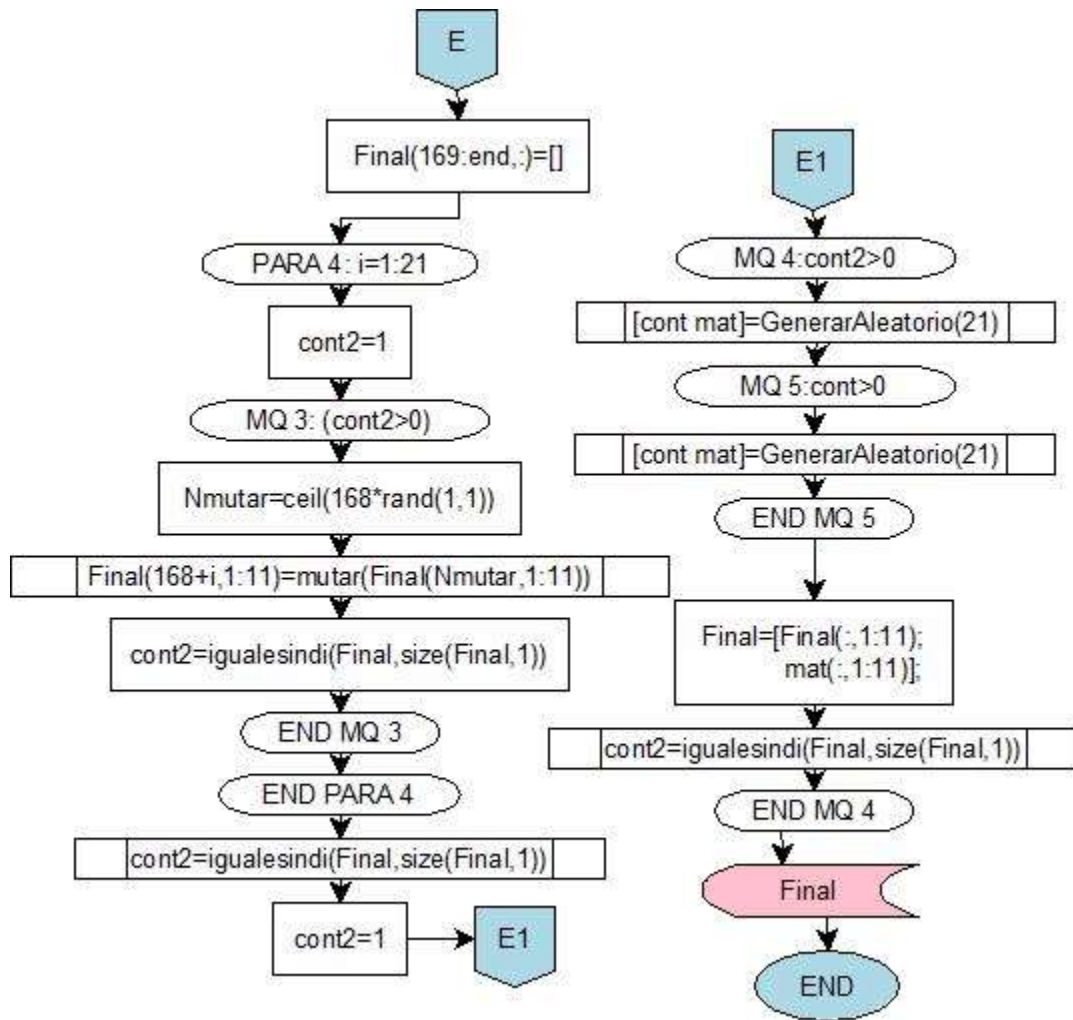 E
Final(169:end,:)=[]
PARA 4: i=1:21
cont2=1
MQ 3: (cont2>0)
Nmutar=ceil(168*rand(1,1))
Final(168+i,1:11)=mutar(Final(Nmutar,1:11))
cont2=igualesindi(Final,size(Final,1))
END MQ 3
END PARA 4
cont2=igualesindi(Final,size(Final,1))
cont2=1
E1
E1
MQ 4:cont2>0
[cont mat]=GenerarAleatorio(21)
MQ 5:cont>0
[cont mat]=GenerarAleatorio(21)
END MQ 5
Final=[Final(:,1:11);
mat(:,1:11)];
cont2=igualesindi(Final,size(Final,1))
END MQ 4
Final
END